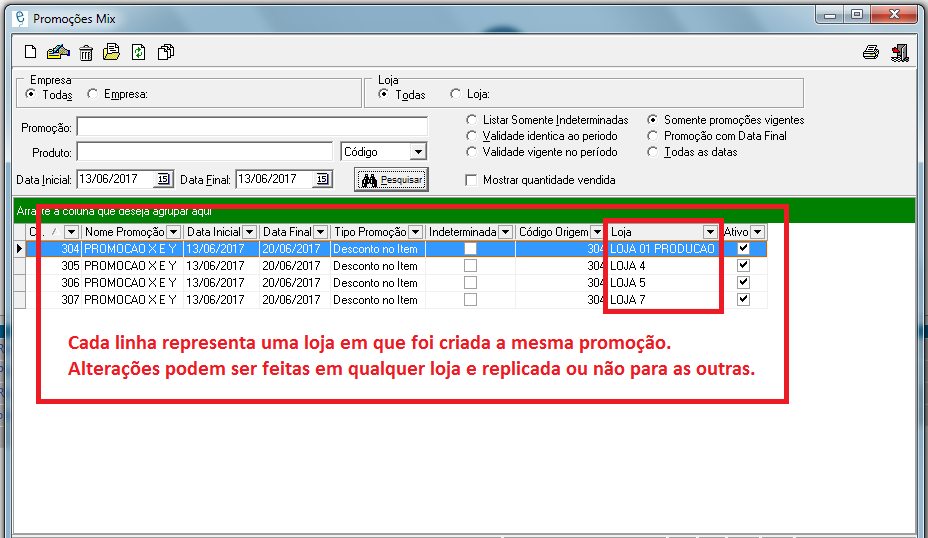 Promoções Mix
Empresa
Todas
Empresa:
Loja
Todas
Loja:
Promoção:
Produto:
Código
Listar Somente Indeterminadas
Validade identica ao periodo
Validade vigente no período
Somente promoções vigentes
Promoção com Data Final
Todas as datas
Data Inicial: 13/06/2017 15 Data Final: 13/06/2017 15 Pesquisar
Mostrar quantidade vendida
Arraste a coluna que deseja agrupar aqui
Nome Promoção Data Inicial Data Final Tipo Promoção Indeterminada Código Origem Loja Ativo
304 PROMOCAO X E Y 13/06/2017 20/06/2017 Desconto no Item 304 LOJA 01 PRODUCAO
305 PROMOCAO X E Y 13/06/2017 20/06/2017 Desconto no Item 304 LOJA 4
306 PROMOCAO X E Y 13/06/2017 20/06/2017 Desconto no Item 304 LOJA 5
307 PROMOCAO X E Y 13/06/2017 20/06/2017 Desconto no Item 304 LOJA 7
Cada linha representa uma loja em que foi criada a mesma promoção.
Alterações podem ser feitas em qualquer loja e replicada ou não para as outras.